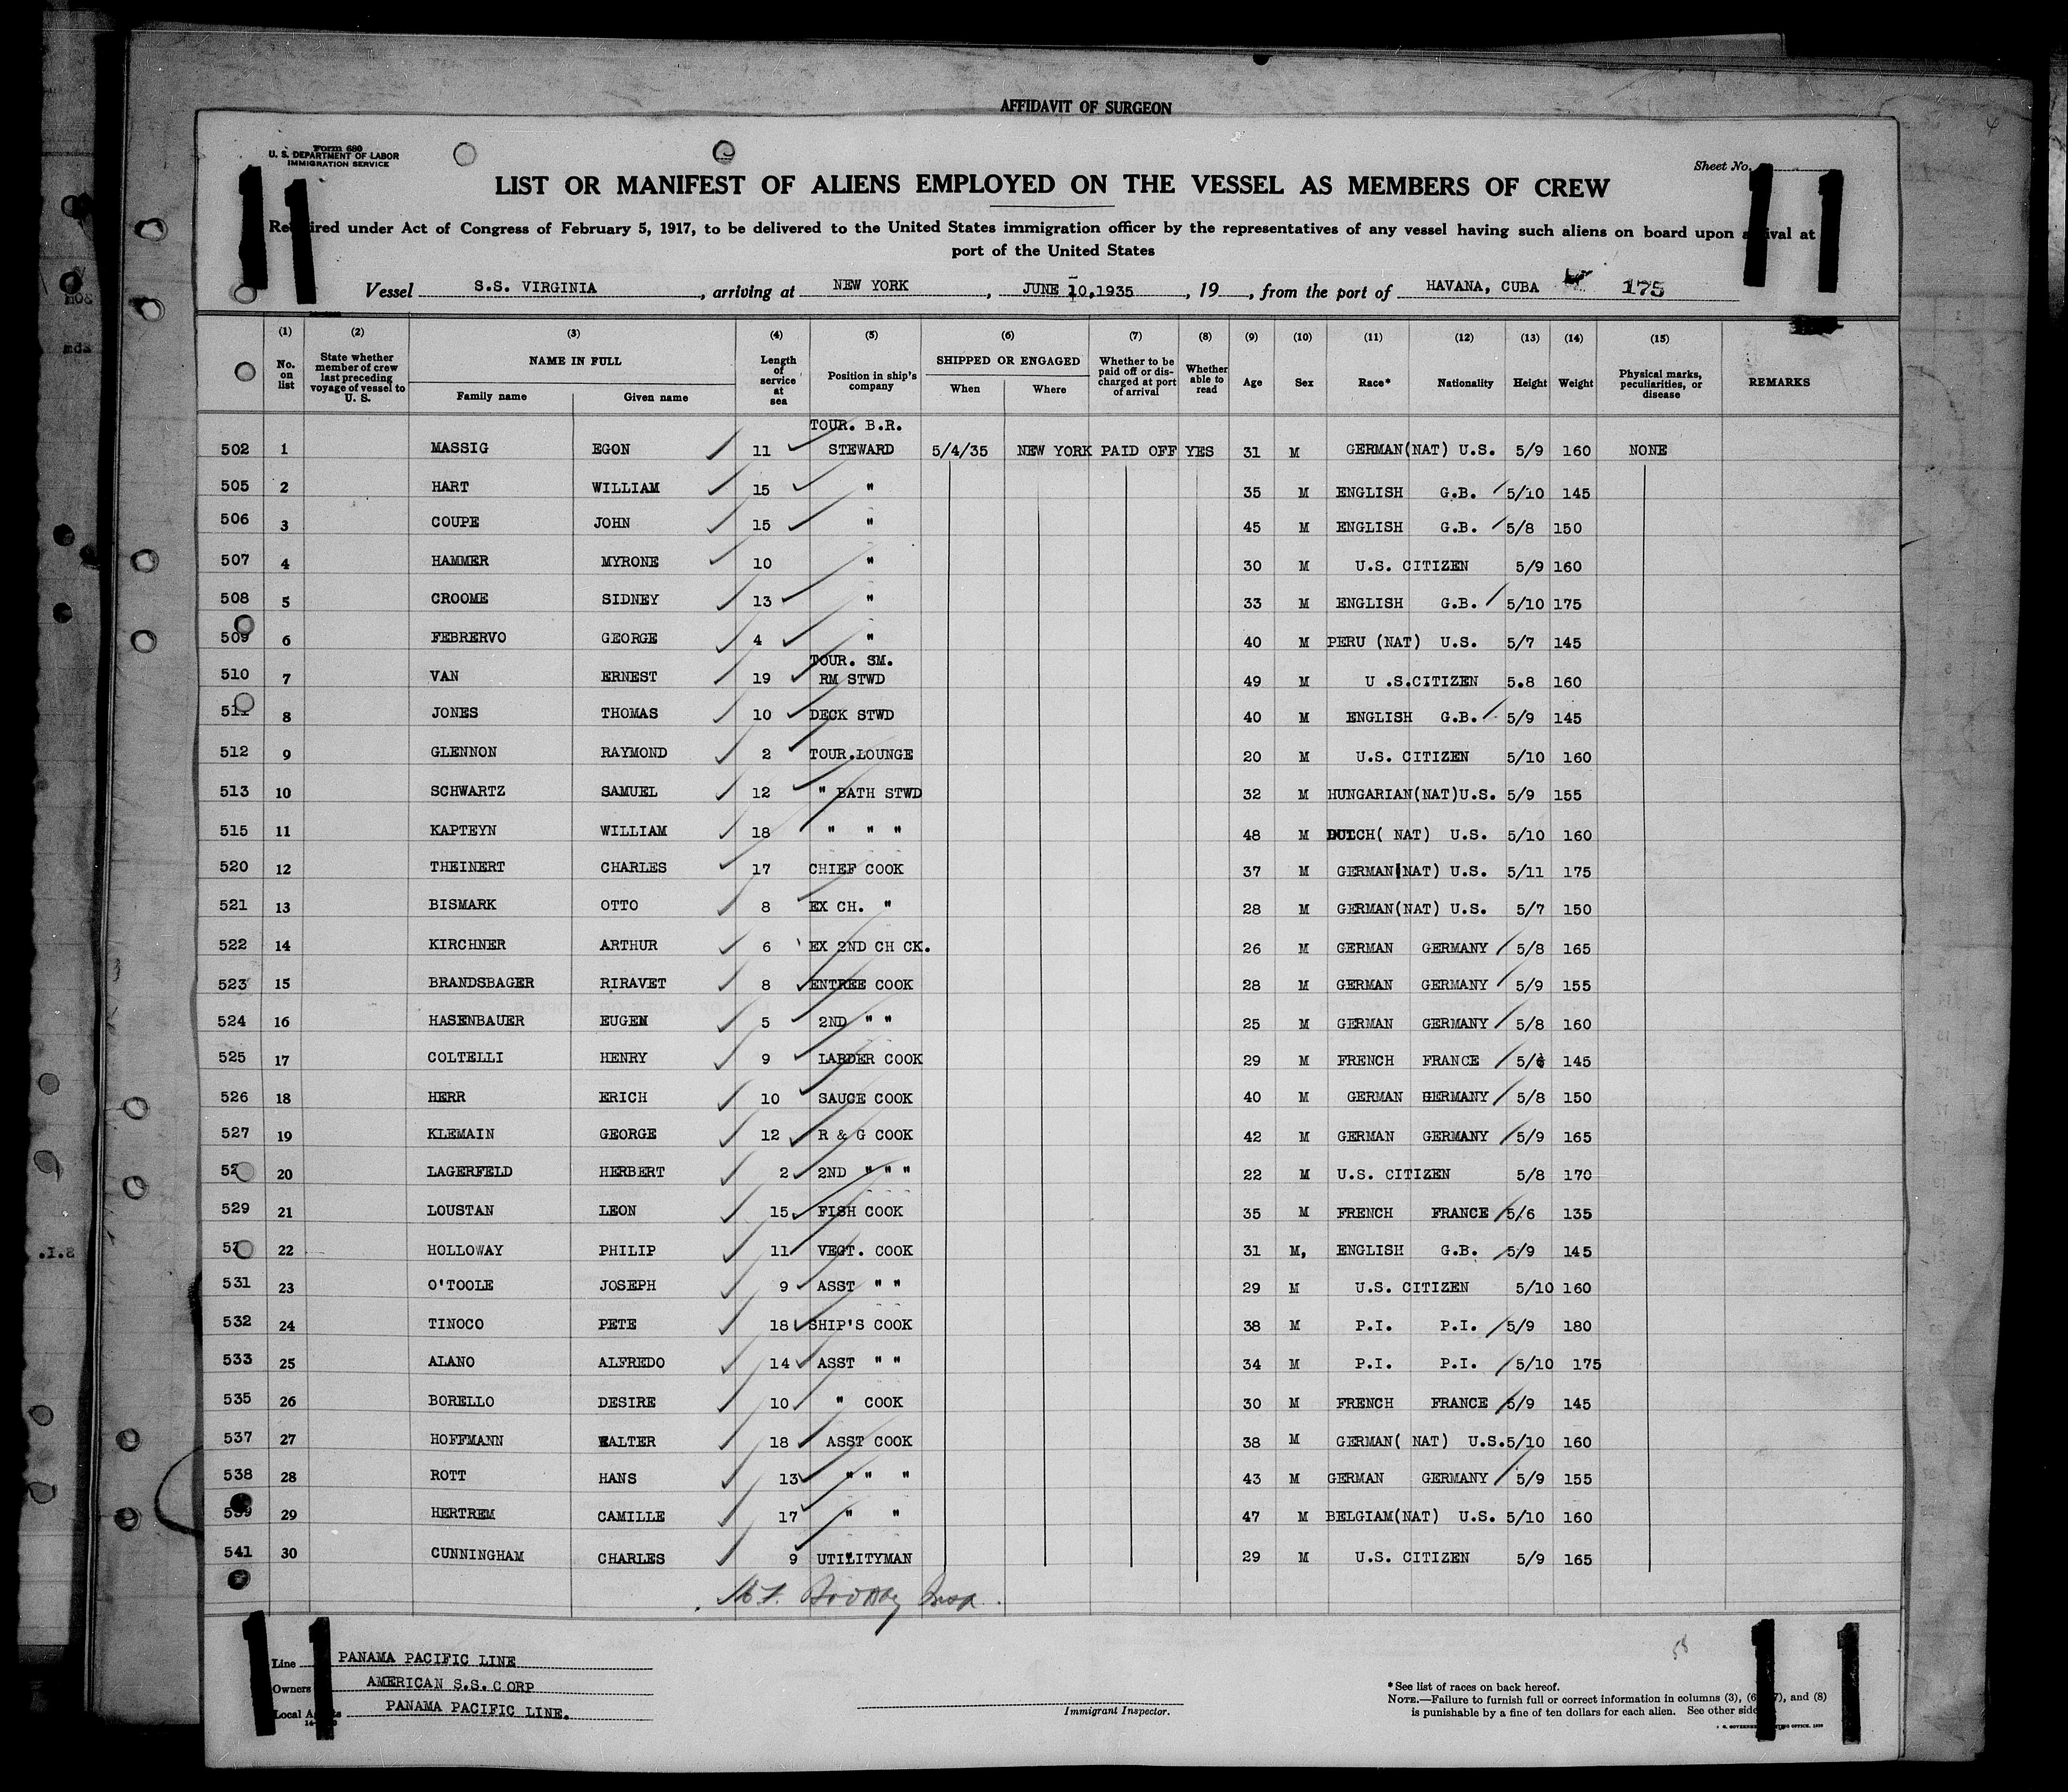 AFFIDAVIT OF SURGEON
Form 680
U. S. DEPARTMENT OF LABOR
IMMIGRATION SERVICE
Sheet No.
LIST OR MANIFEST OF ALIENS EMPLOYED ON THE VESSEL AS MEMBERS OF CREW
Required under Act of Congress of February 5, 1917, to be delivered to the United States immigration officer by the representatives of any vessel having such aliens on board upon arrival at
port of the United States
Vessel S.S. VIRGINIA, arriving at NEW YORK, JUNE 10,1935, 19, from the port of HAVANA, CUBA 175
(1) (2) (3) (4) (5) (6) (7) (8) (9) (10) (11) (12) (13) (14) (15)
No. on list State whether member of crew last preceding voyage of vessel to U. S. NAME IN FULL Family name Given name Length of service at sea Position in ship's company SHIPPED OR ENGAGED When Where Whether to be paid off or discharged at port of arrival Whether able to read Age Sex Race* Nationality Height Weight Physical marks, peculiarities, or disease REMARKS
TOUR. B.R.
502 1 MASSIG EGON 11 STEWARD 5/4/35 NEW YORK PAID OFF YES 31 M GERMAN(NAT) U.S. 5/9 160 NONE
505 2 HART WILLIAM 15 " 35 M ENGLISH G.B. 5/10 145
506 3 COUPE JOHN 15 " 45 M ENGLISH G.B. 5/8 150
507 4 HAMMER MYRONE 10 " 30 M U.S. CITIZEN 5/9 160
508 5 CROOME SIDNEY 13 " 33 M ENGLISH G.B. 5/10 175
509 6 FEBRERVO GEORGE 4 " 40 M PERU (NAT) U.S. 5/7 145
TOUR. SM.
510 7 VAN ERNEST 19 RM STWD 49 M U .S.CITIZEN 5.8 160
511 8 JONES THOMAS 10 DECK STWD 40 M ENGLISH G.B. 5/9 145
512 9 GLENNON RAYMOND 2 TOUR.LOUNGE 20 M U.S. CITIZEN 5/10 160
513 10 SCHWARTZ SAMUEL 12 " BATH STWD 32 M HUNGARIAN(NAT)U.S. 5/9 155
515 11 KAPTEYN WILLIAM 18 " " " 48 M DUTCH( NAT) U.S. 5/10 160
520 12 THEINERT CHARLES 17 CHIEF COOK 37 M GERMAN(NAT) U.S. 5/11 175
521 13 BISMARK OTTO 8 EX CH. " 28 M GERMAN(NAT) U.S. 5/7 150
522 14 KIRCHNER ARTHUR 6 EX 2ND CH CK. 26 M GERMAN GERMANY 5/8 165
523 15 BRANDSBAGER RIRAVET 8 ENTREE COOK 28 M GERMAN GERMANY 5/9 155
524 16 HASENBAUER EUGEN 5 2ND " " 25 M GERMAN GERMANY 5/8 160
525 17 COLTELLI HENRY 9 LARDER COOK 29 M FRENCH FRANCE 145
526 18 HERR ERICH 10 SAUCE COOK 40 M GERMAN GERMANY 5/8 150
527 19 KLEMAIN GEORGE 12 R & G COOK 42 M GERMAN GERMANY 5/9 165
20 LAGERFELD HERBERT 2 2ND " " " 22 M U.S. CITIZEN 5/8 170
529 21 LOUSTAN LEON 15 FISH COOK 35 M FRENCH FRANCE 5/6 135
22 HOLLOWAY PHILIP 11 VEGT. COOK 31 M, ENGLISH G.B. 5/9 145
531 23 O'TOOLE JOSEPH 9 ASST " " 29 M U.S. CITIZEN 5/10 160
532 24 TINOCO PETE 18 SHIP'S COOK 38 M P.I. P.I. 5/9 180
533 25 ALANO ALFREDO 14 ASST " " 34 M P.I. P.I. 5/10 175
535 26 BORELLO DESIRE 10 " COOK 30 M FRENCH FRANCE 5/9 145
537 27 HOFFMANN WALTER 18 ASST COOK 38 M GERMAN( NAT) U.S.5/10 160
538 28 ROTT HANS 13 " " " 43 M GERMAN GERMANY 5/9 155
539 29 HERTREM CAMILLE 17 " " 47 M BELGIAM(NAT) U.S. 5/10 160
541 30 CUNNINGHAM CHARLES 9 UTILITYMAN 29 M U.S. CITIZEN 5/9 165
58
Line PANAMA PACIFIC LINE
Owners AMERICAN S.S.CORP
Local Agents PANAMA PACIFIC LINE.
Immigrant Inspector.
*See list of races on back hereof.
NOTE.—Failure to furnish full or correct information in columns (3), (6), (7), and (8)
is punishable by a fine of ten dollars for each alien. See other side